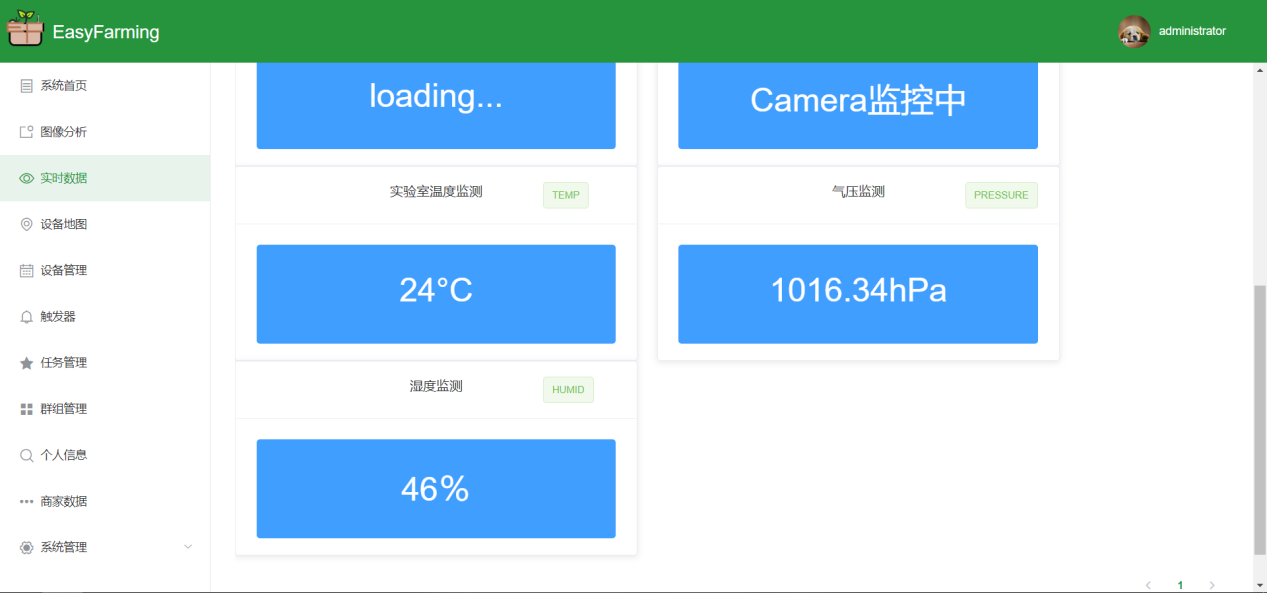 EasyFarming
administrator
系统首页
图像分析
实时数据
设备地图
设备管理
触发器
任务管理
群组管理
个人信息
商家数据
系统管理
loading...
Camera监控中
实验室温度监测
TEMP
24°C
气压监测
PRESSURE
1016.34hPa
湿度监测
HUMID
46%
1